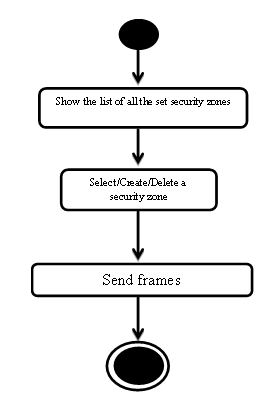 Show the list of all the set security zones
Select/Create/Delete a
security zone
Send frames